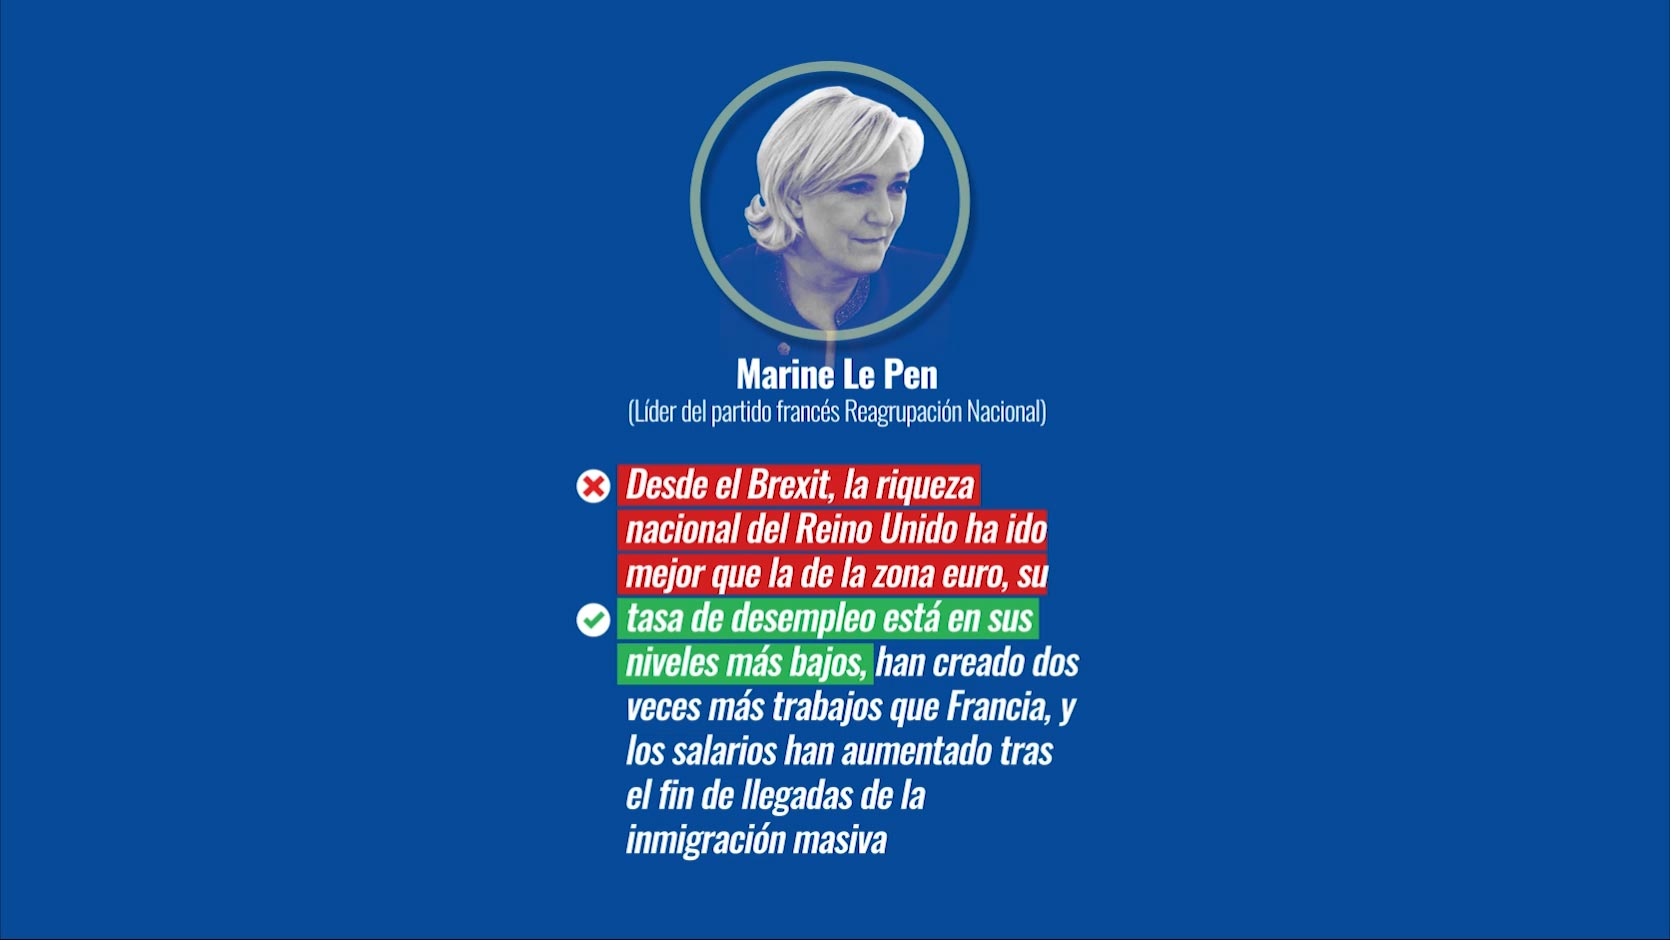 Marine Le Pen
(Líder del partido francés Reagrupación Nacional)
Desde el Brexit, la riqueza
nacional del Reino Unido ha ido
mejor que la de la zona euro, su
tasa de desempleo está en sus
niveles más bajos, han creado dos
veces más trabajos que Francia, y
los salarios han aumentado tras
el fin de llegadas de la
inmigración masiva